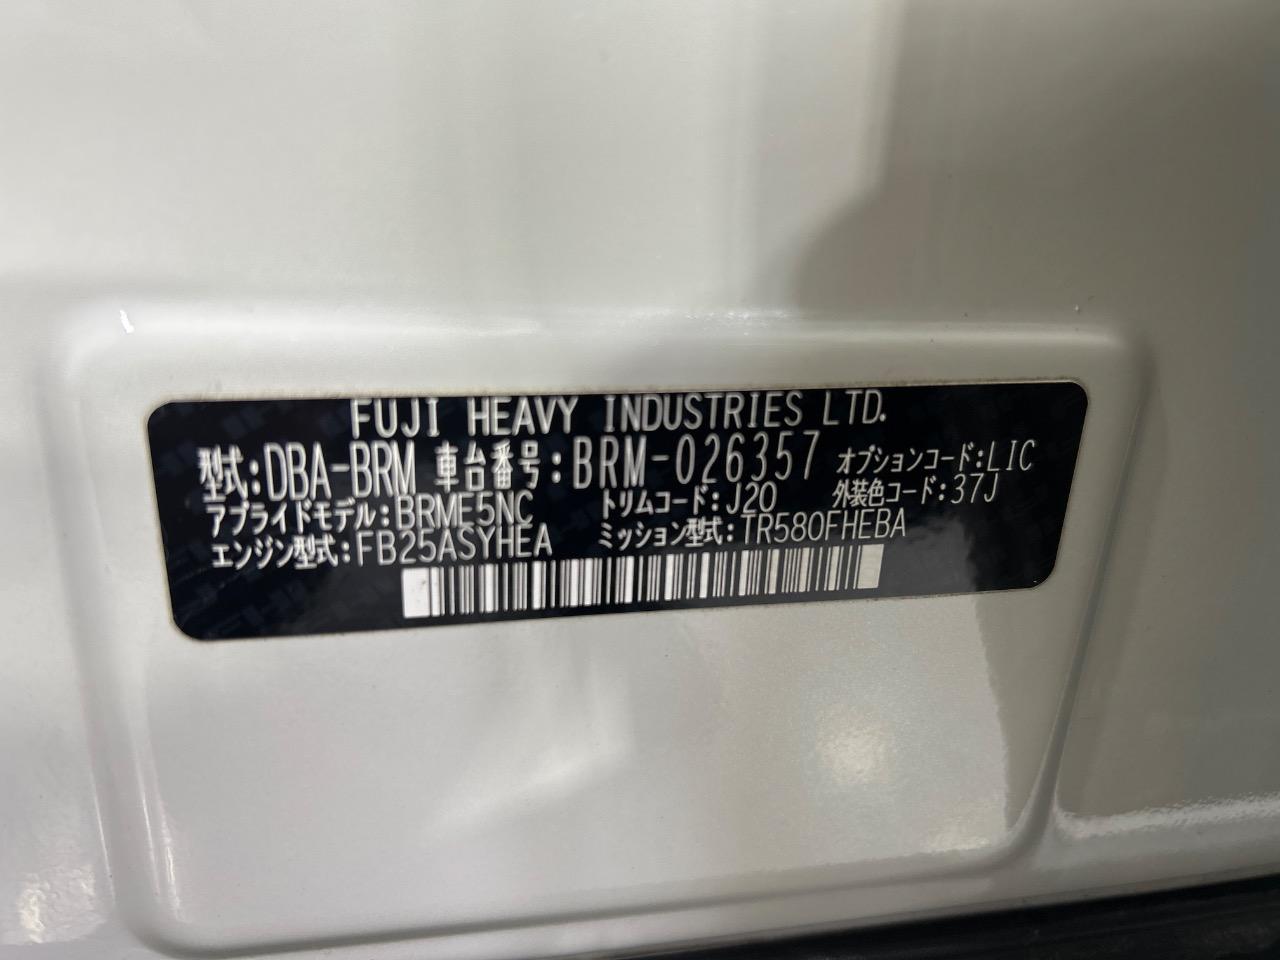 FUJI HEAVY INDUSTRIES LTD.
型式:DBA-BRM 車台番号:BRM-026357 オプションコード:LIC
アプライドモデル:BRME5NC トリムコード:J20 外装色コード:37J
エンジン型式:FB25ASYHEA ミッション型式:TR580FHEBA